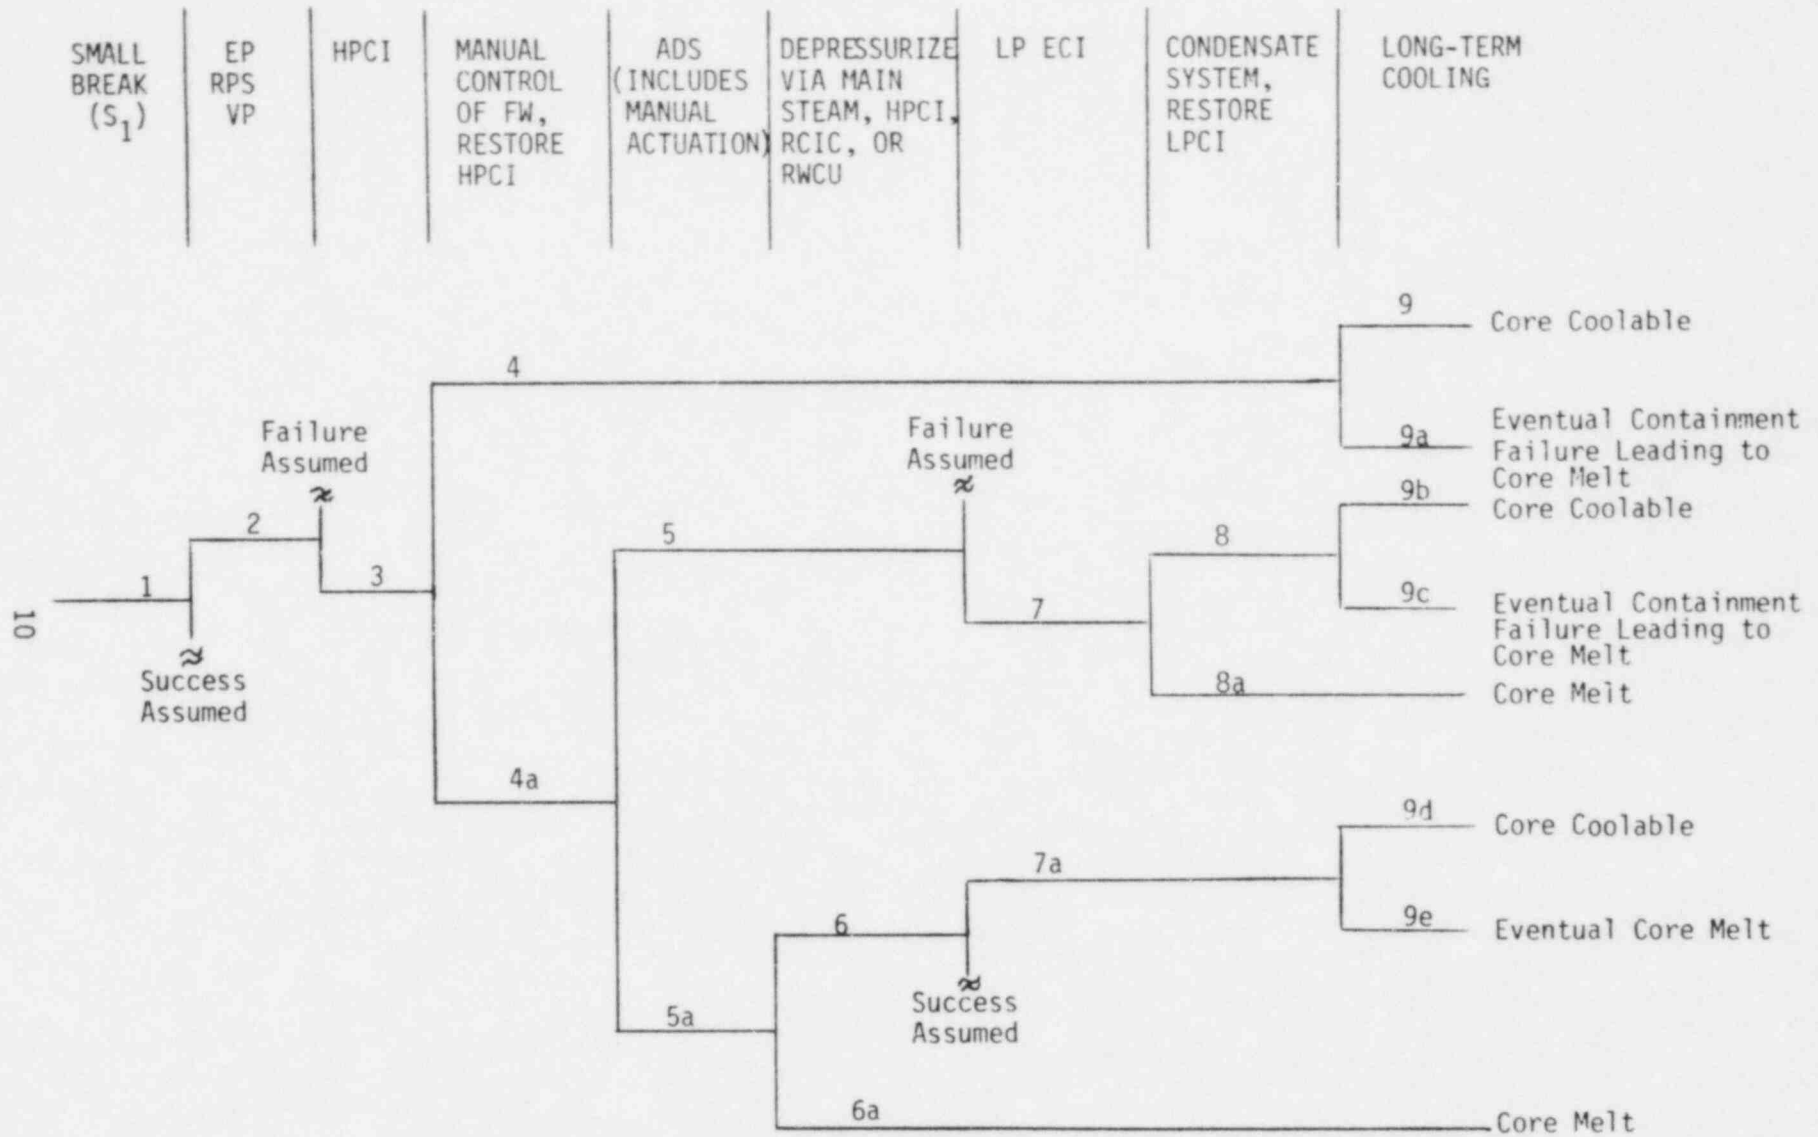 SMALL
BREAK
(S1)
EP
RPS
VP
HPCI
MANUAL
CONTROL
OF FW,
RESTORE
HPCI
ADS
(INCLUDES
MANUAL
ACTUATION)
DEPRESSURIZE
VIA MAIN
STEAM, HPCI,
RCIC, OR
RWCU
LP ECI
CONDENSATE
SYSTEM,
RESTORE
LPCI
LONG-TERM
COOLING
9
Core Coolable
4
Failure
Assumed
Failure
Assumed
9a
Eventual Containment
Failure Leading to
Core Melt
9b
Core Coolable
2
5
8
1
3
7
9c
Eventual Containment
Failure Leading to
Core Melt
10
Success
Assumed
8a
Core Melt
4a
9d
Core Coolable
7a
6
9e
Eventual Core Melt
5a
Success
Assumed
6a
Core Melt